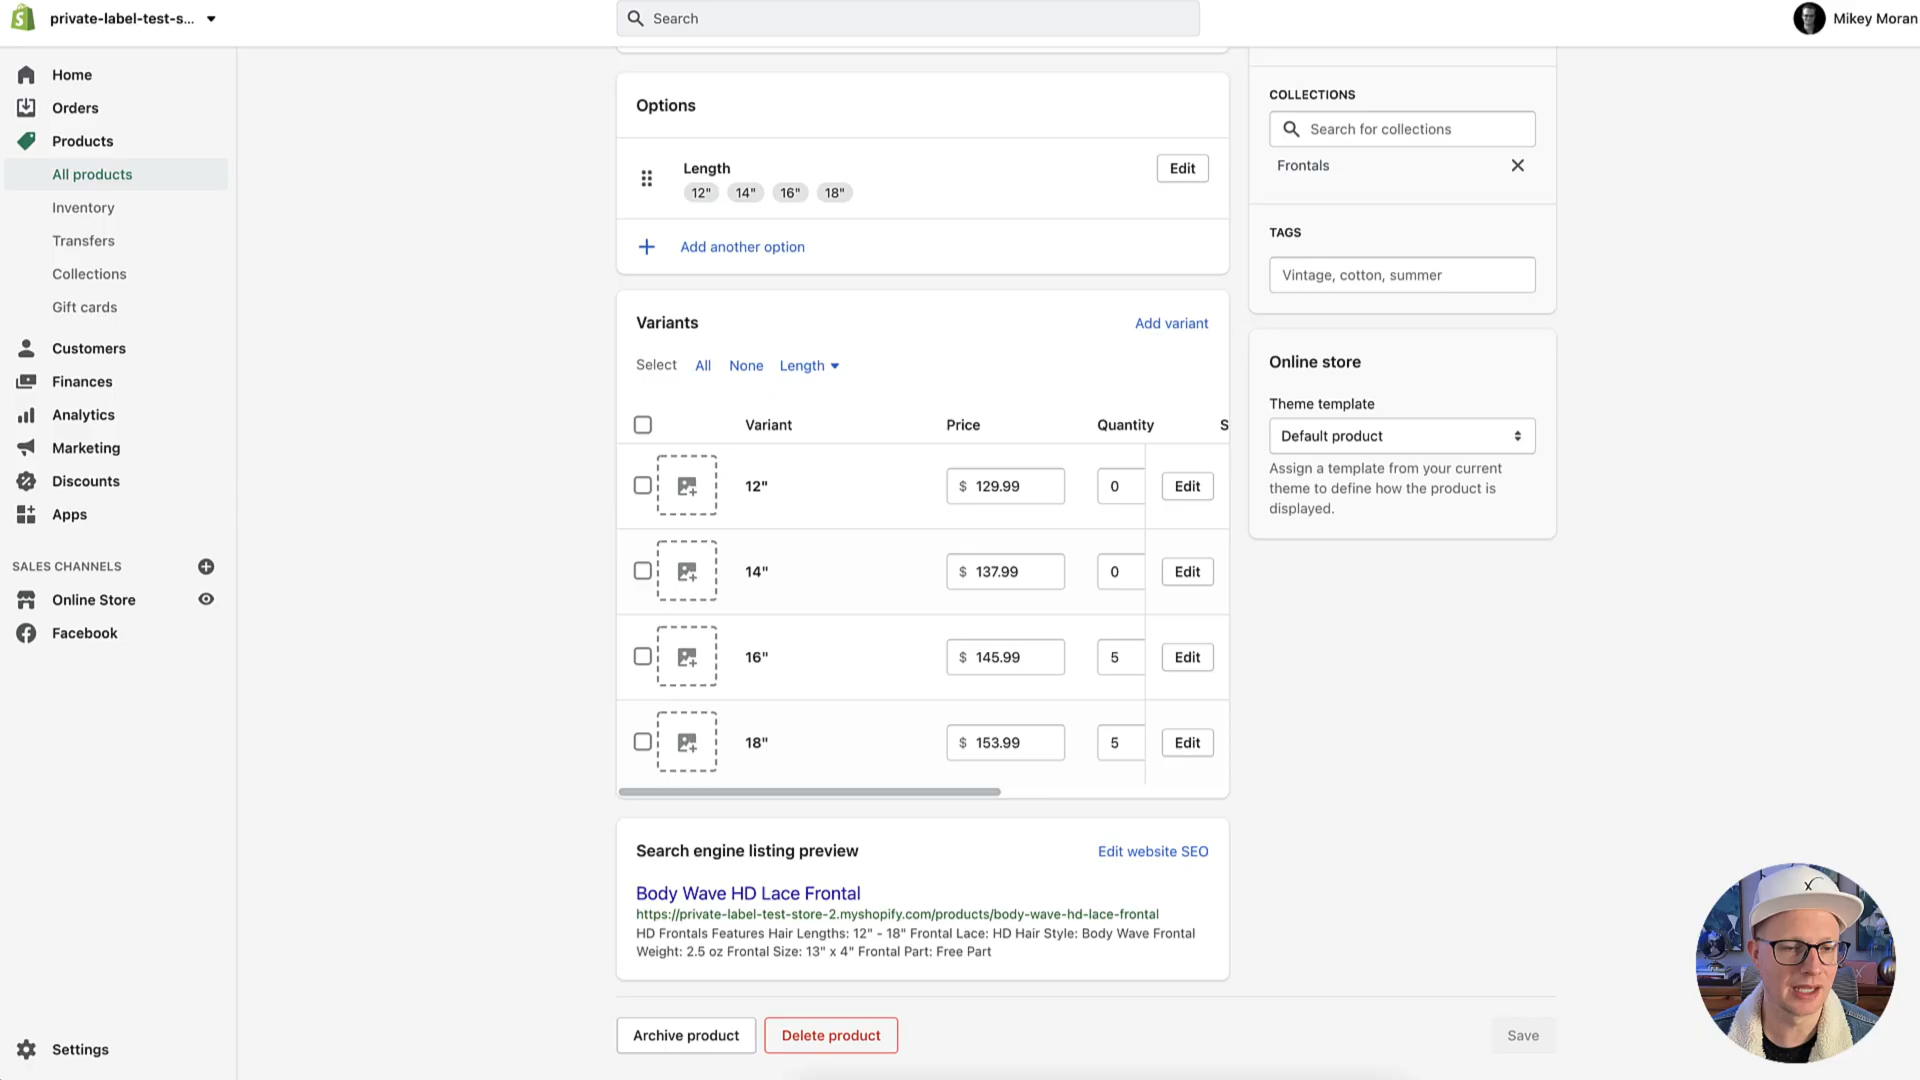 private-label-test-s...
Search
Mikey Moran
Home
Orders
Products
All products
Inventory
Transfers
Collections
Gift cards
Customers
Finances
Analytics
Marketing
Discounts
Apps
SALES CHANNELS
Online Store
Facebook
Settings
Options
Length
Edit
12" 14" 16" 18"
Add another option
Variants
Add variant
Select All None Length
Variant Price Quantity S
12" $ 129.99 0 Edit
14" $ 137.99 0 Edit
16" $ 145.99 5 Edit
18" $ 153.99 5 Edit
Search engine listing preview
Edit website SEO
Body Wave HD Lace Frontal
https://private-label-test-store-2.myshopify.com/products/body-wave-hd-lace-frontal
HD Frontals Features Hair Lengths: 12" - 18" Frontal Lace: HD Hair Style: Body Wave Frontal
Weight: 2.5 oz Frontal Size: 13" x 4" Frontal Part: Free Part
Archive product
Delete product
Save
COLLECTIONS
Search for collections
Frontals
TAGS
Vintage, cotton, summer
Online store
Theme template
Default product
Assign a template from your current
theme to define how the product is
displayed.